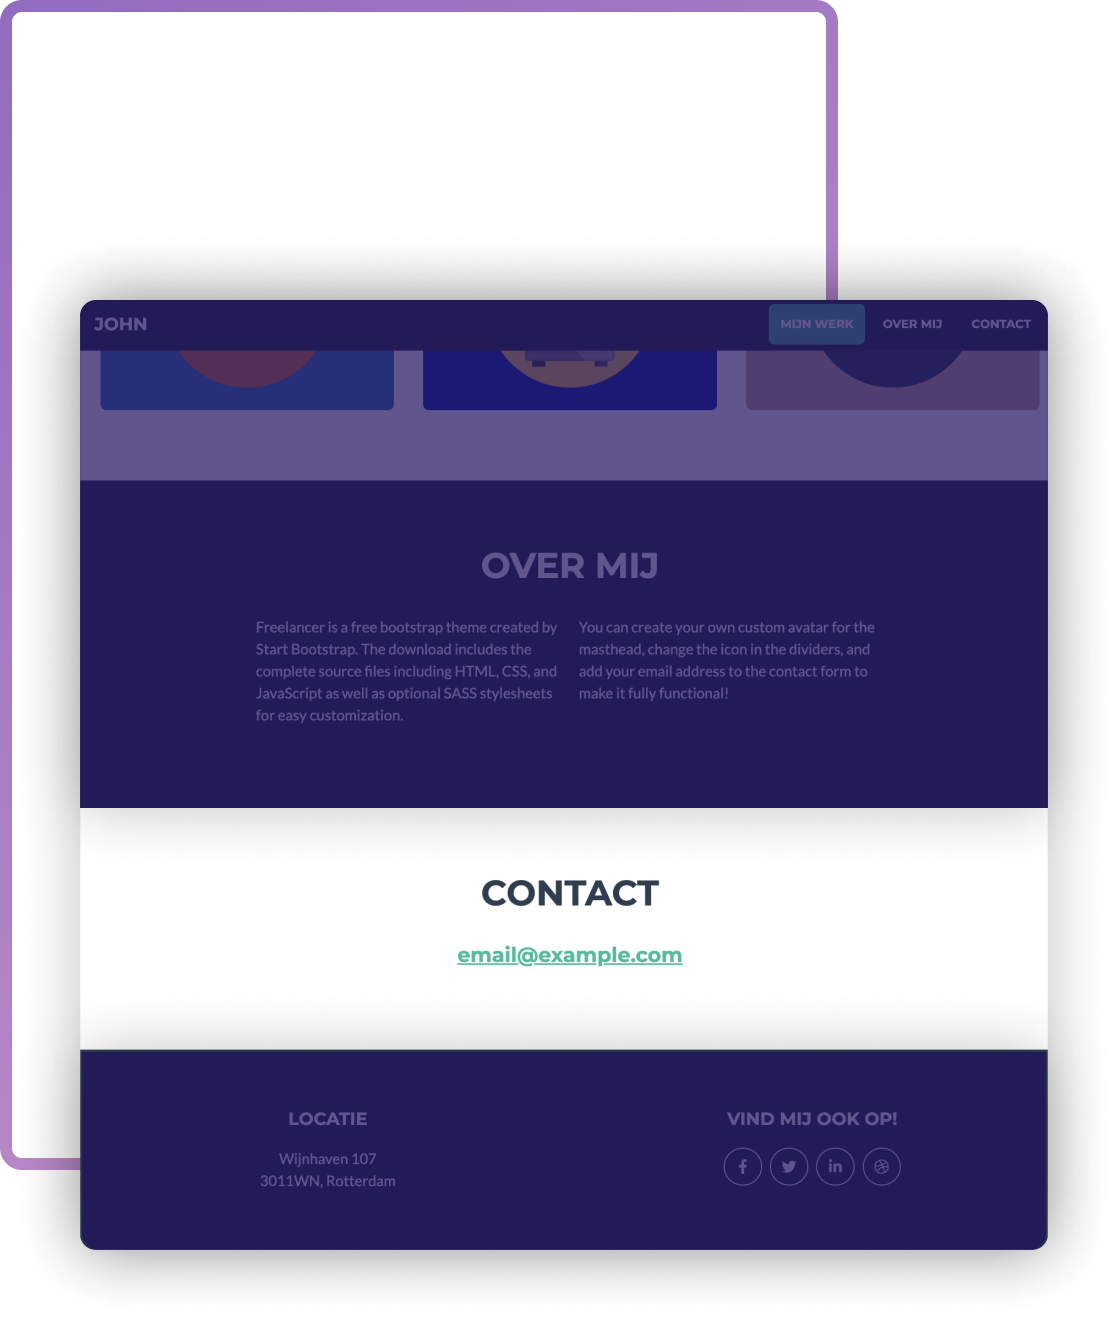 JOHN
MIJN WERK
OVER MIJ
CONTACT
OVER MIJ
Freelancer is a free bootstrap theme created by
Start Bootstrap. The download includes the
complete source files including HTML, CSS, and
JavaScript as well as optional SASS stylesheets
for easy customization.
You can create your own custom avatar for the
masthead, change the icon in the dividers, and
add your email address to the contact form to
make it fully functional!
CONTACT
email@example.com
LOCATIE
Wijnhaven 107
3011WN, Rotterdam
VIND MIJ OOK OP!